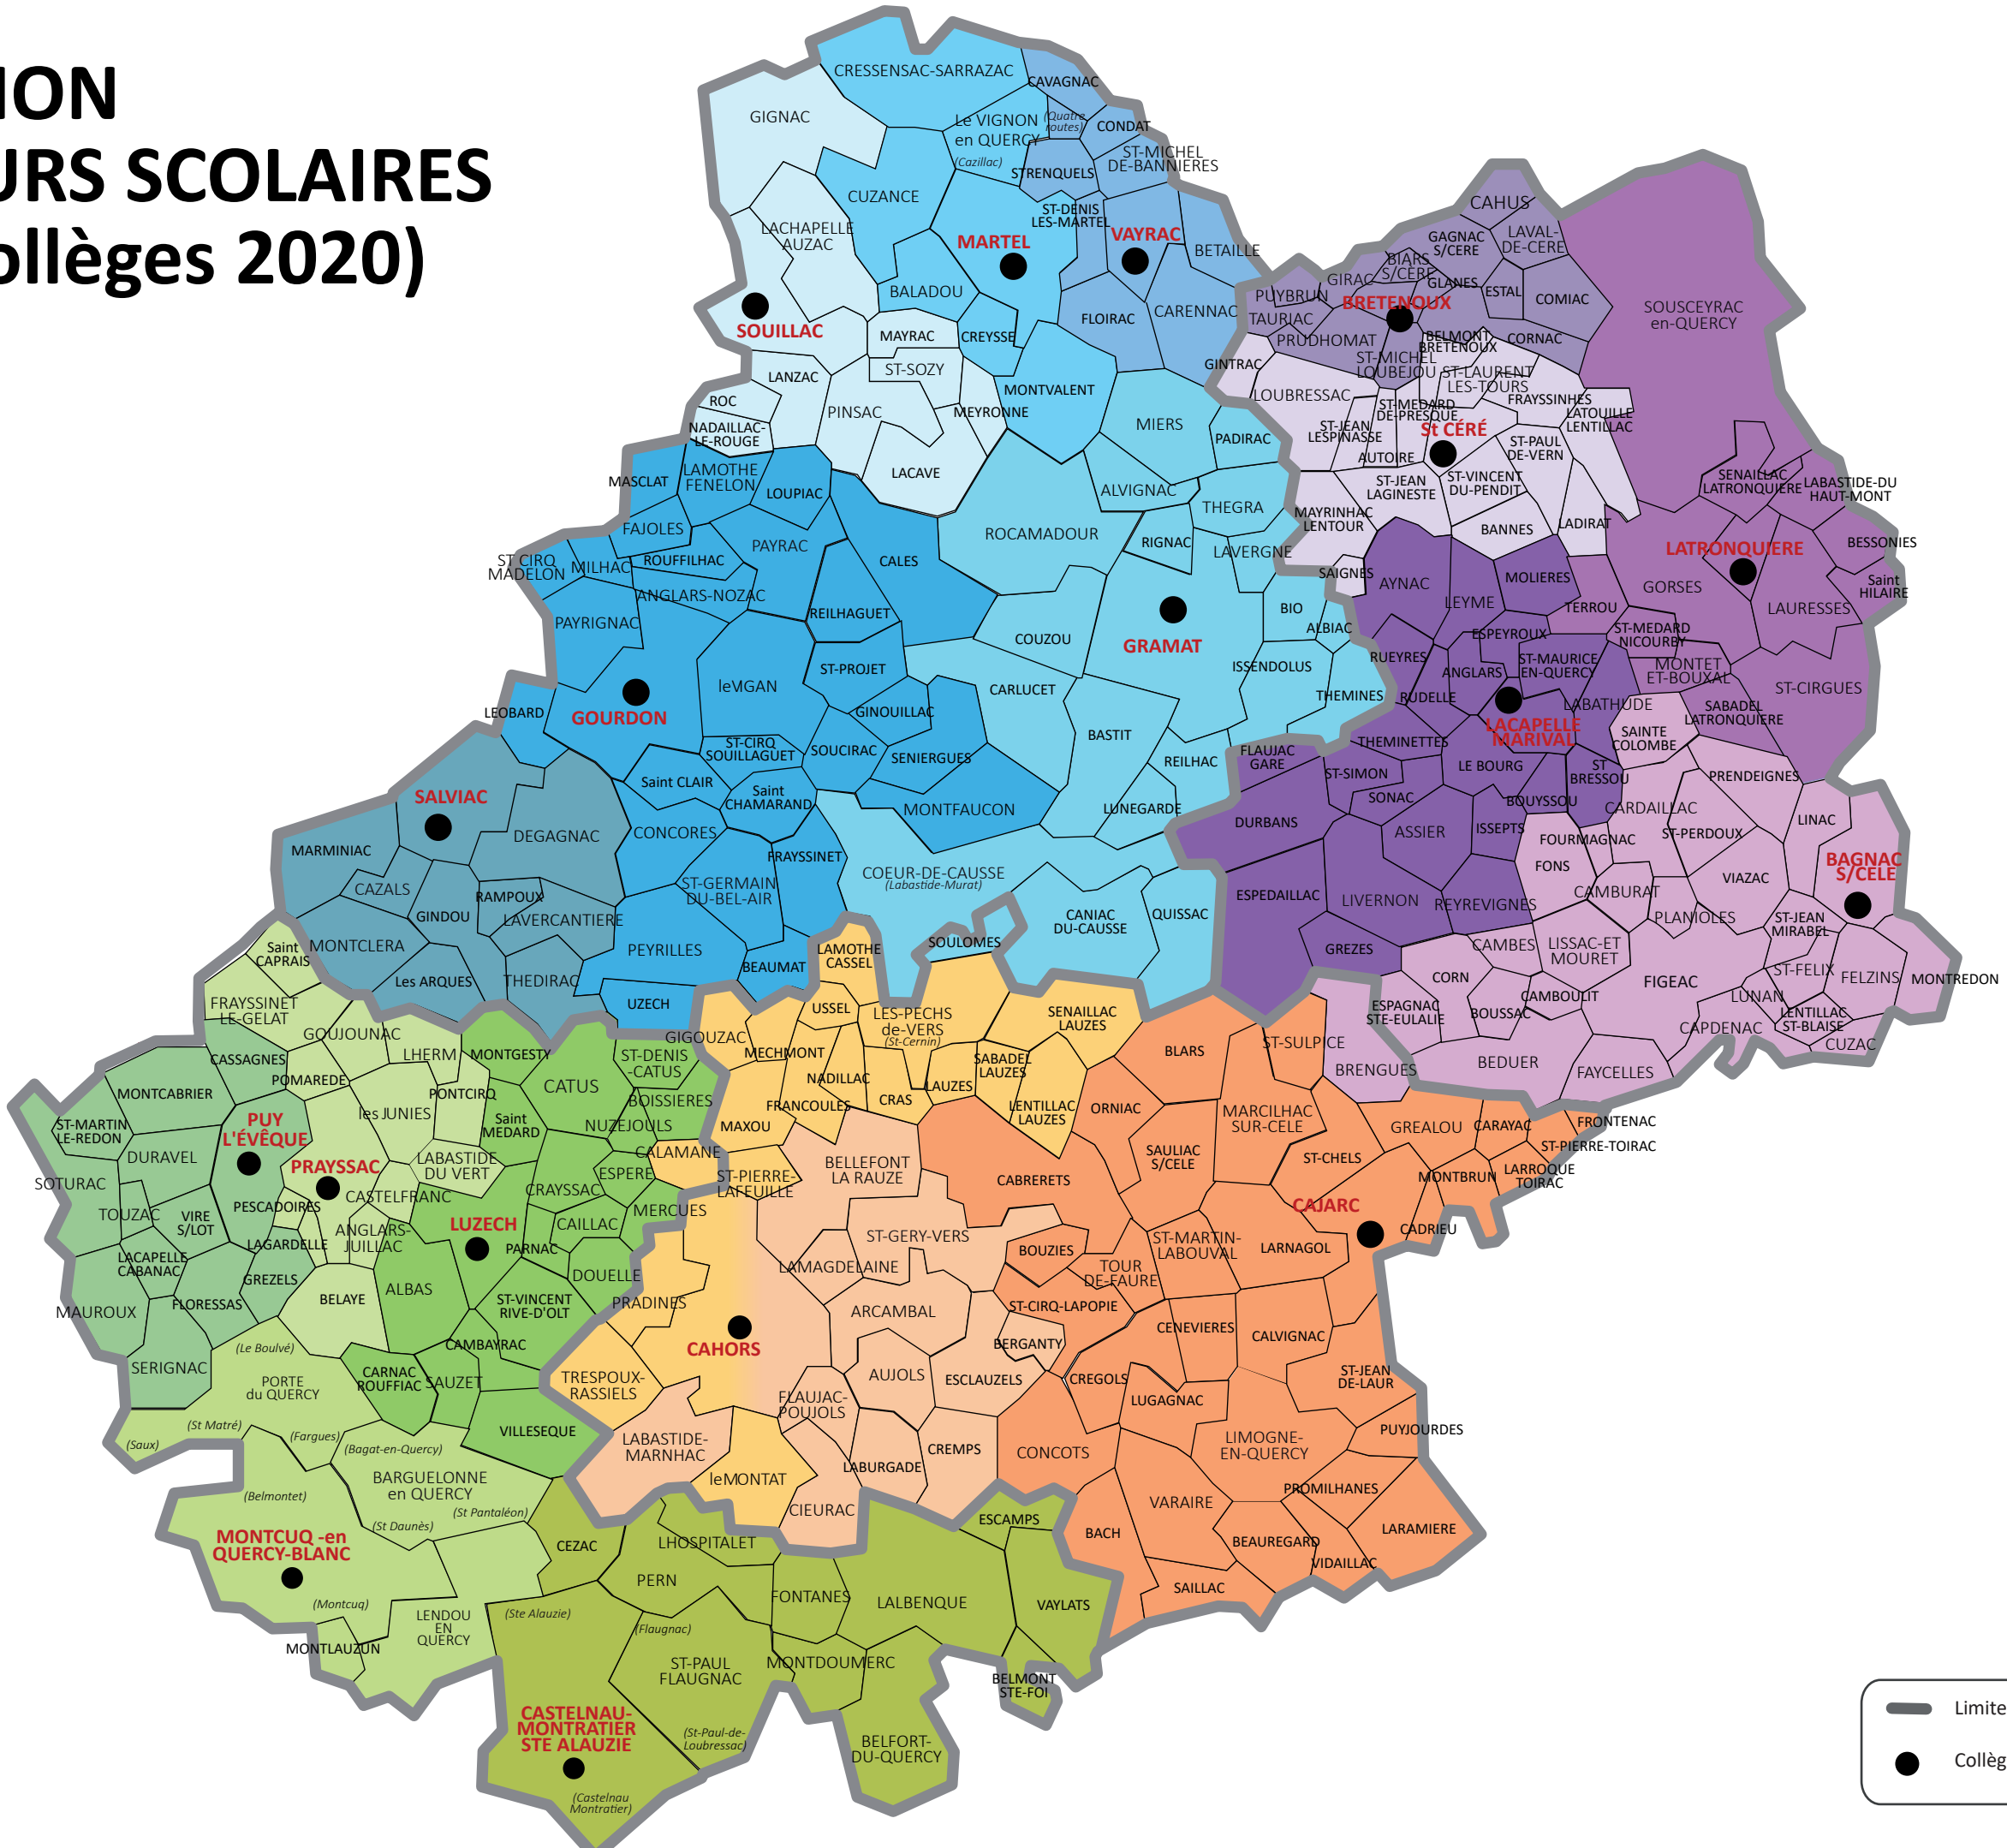 ION
URS SCOLAIRES
ollèges 2020)
CRESSENSAC-SARRAZAC
CAVAGNAC
GIGNAC
Le VIGNON
en QUERCY
(Cazillac)
(Quatre
routes)
CONDAT
ST-MICHEL
DE-BANNIERES
STRENQUELS
CUZANCE
LACHAPELLE
AUZAC
ST-DENIS
LES-MARTEL
MARTEL
VAYRAC
BETAILLE
BALADOU
SOUILLAC
MAYRAC
CREYSSE
FLOIRAC
CARENNAC
LANZAC
ST-SOZY
ROC
PINSAC
MEYRONNE
MONTVALENT
NADAILLAC-
LE-ROUGE
LACAVE
MIERS
PADIRAC
CAHUS
GAGNAC
S/CERE
LAVAL-
DE-CERE
BIARS
S/CÈRE
GIRAC
GLANES
ESTAL
COMIAC
PUYBRUN
BRETENOUX
TAURIAC
PRUDHOMAT
BELMONT
BRETENOUX
CORNAC
SOUSCEYRAC
en-QUERCY
GINTRAC
ST-MICHEL
LOUBEJOU
ST-LAURENT
LES-TOURS
LOUBRESSAC
FRAYSSINHES
LATOUILLE
LENTILLAC
ST-MEDARD
DE-PRESQUE
ST-JEAN
LESPINASSE
St CÉRÉ
AUTOIRE
ST-PAUL
DE-VERN
ST-JEAN
LAGINESTE
ST-VINCENT
DU-PENDIT
MAYRINHAC
LENTOUR
BANNES
LADIRAT
SAIGNES
SENAILLAC
LATRONQUIERE
LABASTIDE-DU
HAUT-MONT
LATRONQUIERE
BESSONIES
Saint
HILAIRE
GORSES
LAURESSES
TERROU
ST-MEDARD
NICOURBY
MONTET
ET-BOUXAL
ST-CIRGUES
SABADEL
LATRONQUIERE
MASCLAT
LAMOTHE
FENELON
LOUPIAC
FAJOLES
PAYRAC
CALES
ST CIRQ
MADELON
MILHAC
ROUFFILHAC
ANGLARS-NOZAC
REILHAGUET
PAYRIGNAC
leVIGAN
ST-PROJET
GOURDON
LEOBARD
GINOUILLAC
ST-CIRQ
SOUILLAGUET
SOUCIRAC
SENIERGUES
Saint CLAIR
Saint
CHAMARAND
MONTFAUCON
CONCORES
FRAYSSINET
ST-GERMAIN
DU-BEL-AIR
PEYRILLES
BEAUMAT
UZECH
ALVIGNAC
THEGRA
ROCAMADOUR
RIGNAC
LAVERGNE
BIO
ALBIAC
COUZOU
GRAMAT
ISSENDOLUS
CARLUCET
THEMINES
BASTIT
REILHAC
LUNEGARDE
COEUR-DE-CAUSSE
(Labastide-Murat)
CANIAC
DU-CAUSSE
QUISSAC
SOULOMES
AYNAC
LEYME
MOLIERES
ESPEYROUX
RUEYRES
ANGLARS
ST-MAURICE
EN-QUERCY
RUDELLE
LABATHUDE
LACAPELLE
MARIVAL
THEMINETTES
FLAUJAC
GARE
ST-SIMON
LE BOURG
ST
BRESSOU
SONAC
BOUYSSOU
DURBANS
ASSIER
ISSEPTS
ESPEDAILLAC
LIVERNON
REYREVIGNES
GREZES
SAINTE
COLOMBE
PRENDEIGNES
CARDAILLAC
LINAC
FOURMAGNAC
ST-PERDOUX
FONS
BAGNAC
S/CELE
VIAZAC
CAMBURAT
PLANIOLES
ST-JEAN
MIRABEL
CAMBES
LISSAC-ET
MOURET
CORN
FIGEAC
ST-FELIX
FELZINS
MONTREDON
CAMBOULIT
LUNAN
ESPAGNAC
STE-EULALIE
BOUSSAC
LENTILLAC
ST-BLAISE
CAPDENAC
CUZAC
BEDUER
FAYCELLES
BRENGUES
SALVIAC
DEGAGNAC
MARMINIAC
CAZALS
RAMPOUX
GINDOU
LAVERCANTIERE
MONTCLERA
Les ARQUES
THEDIRAC
Saint
CAPRAIS
FRAYSSINET
LE-GELAT
GOUJOUNAC
LHERM
POMAREDE
PONTCIRQ
les JUNIES
LABASTIDE
DU VERT
PRAYSSAC
CASTELFRANC
PESCADOIRES
ANGLARS-
JUILLAC
LAGARDELLE
BELAYE
CASSAGNES
MONTCABRIER
PUY
L'ÉVÊQUE
ST-MARTIN
LE-REDON
DURAVEL
SOTURAC
TOUZAC
VIRE
S/LOT
LACAPELLE
CABANAC
GREZELS
FLORESSAS
MAUROUX
SERIGNAC
MONTGESTY
CATUS
ST-DENIS
-CATUS
BOISSIERES
Saint
MEDARD
NUZEJOULS
ESPERE
CRAYSSAC
MERCUES
CAILLAC
LUZECH
PARNAC
DOUELLE
ALBAS
ST-VINCENT
RIVE-D'OLT
CAMBAYRAC
CARNAC
ROUFFIAC
SAUZET
VILLESEQUE
LAMOTHE
CASSEL
USSEL
LES-PECHS
de-VERS
(St-Cernin)
SENAILLAC
LAUZES
GIGOUZAC
MECHMONT
SABADEL
LAUZES
NADILLAC
LAUZES
CRAS
FRANCOULES
LENTILLAC
LAUZES
MAXOU
CALAMANE
ST-PIERRE-
LAFEUILLE
BELLEFONT
LA RAUZE
ST-GERY-VERS
LAMAGDELAINE
PRADINES
ARCAMBAL
CAHORS
BERGANTY
TRESPOUX-
RASSIELS
AUJOLS
ESCLAUZELS
FLAUJAC-
POUJOLS
LABASTIDE-
MARNHAC
CREMPS
LABURGADE
leMONTAT
CIEURAC
BLARS
ST-SULPICE
ORNIAC
MARCILHAC
SUR-CELE
GREALOU
CARAYAC
FRONTENAC
ST-PIERRE-TOIRAC
SAULIAC
S/CELE
ST-CHELS
LARROQUE
TOIRAC
MONTBRUN
CABRERETS
CAJARC
CADRIEU
BOUZIES
ST-MARTIN-
LABOUVAL
LARNAGOL
TOUR
DE-FAURE
ST-CIRQ-LAPOPIE
CENEVIERES
CALVIGNAC
ST-JEAN
DE-LAUR
CREGOLS
LUGAGNAC
PUYJOURDES
LIMOGNE-
EN-QUERCY
CONCOTS
PROMILHANES
VARAIRE
BACH
BEAUREGARD
LARAMIERE
VIDAILLAC
SAILLAC
(Le Boulvé)
PORTE
du QUERCY
(St Matré)
(Saux)
(Fargues)
(Bagat-en-Quercy)
BARGUELONNE
en QUERCY
(Belmontet)
(St Pantaléon)
(St Daunès)
MONTCUQ -en
QUERCY-BLANC
(Montcuq)
LENDOU
EN
QUERCY
MONTLAUZUN
CEZAC
LHOSPITALET
ESCAMPS
PERN
FONTANES
LALBENQUE
VAYLATS
(Ste Alauzie)
(Flaugnac)
ST-PAUL
FLAUGNAC
MONTDOUMERC
BELMONT
STE-FOI
CASTELNAU-
MONTRATIER
STE ALAUZIE
(St-Paul-de-
Loubressac)
BELFORT-
DU-QUERCY
(Castelnau
Montratier)
Limite
Collèg